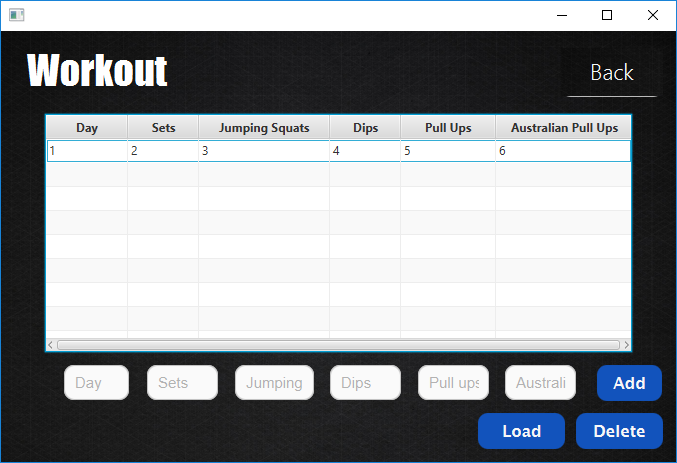 Workout
Back
Day Sets Jumping Squats Dips Pull Ups Australian Pull Ups
1 2 3 4 5 6
Day Sets Jumping Dips Pull ups Australi Add
Load Delete